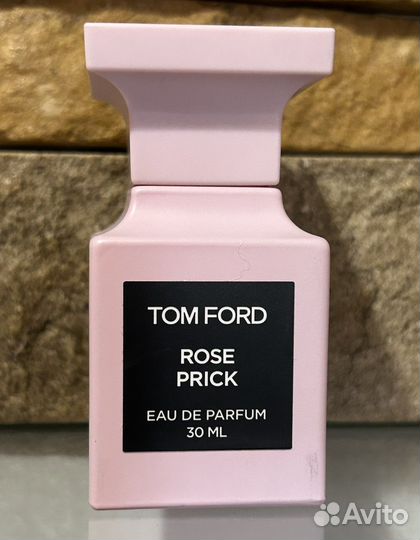 TOM FORD
ROSE
PRICK
EAU DE PARFUM
30 ML
Avito